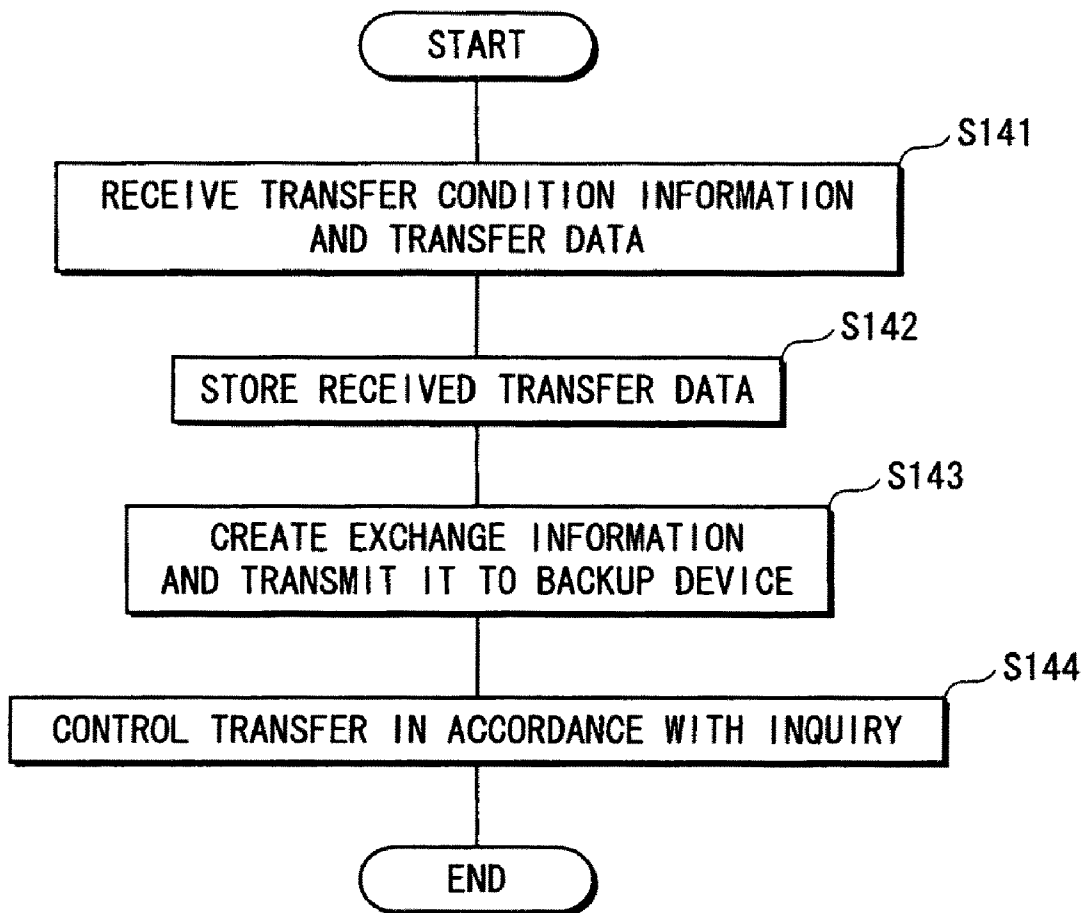 START
S141
RECEIVE TRANSFER CONDITION INFORMATION
AND TRANSFER DATA
S142
STORE RECEIVED TRANSFER DATA
S143
CREATE EXCHANGE INFORMATION
AND TRANSMIT IT TO BACKUP DEVICE
S144
CONTROL TRANSFER IN ACCORDANCE WITH INQUIRY
END